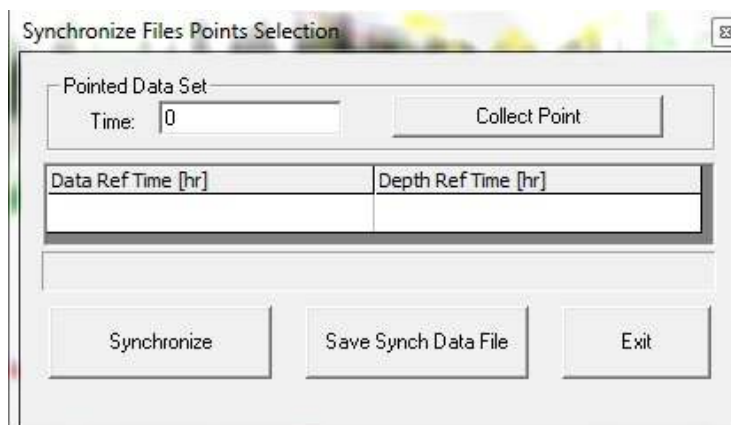 Synchronize Files Points Selection
Pointed Data Set
Time: 0 Collect Point
Data Ref Time [hr] Depth Ref Time [hr]
Synchronize Save Synch Data File Exit